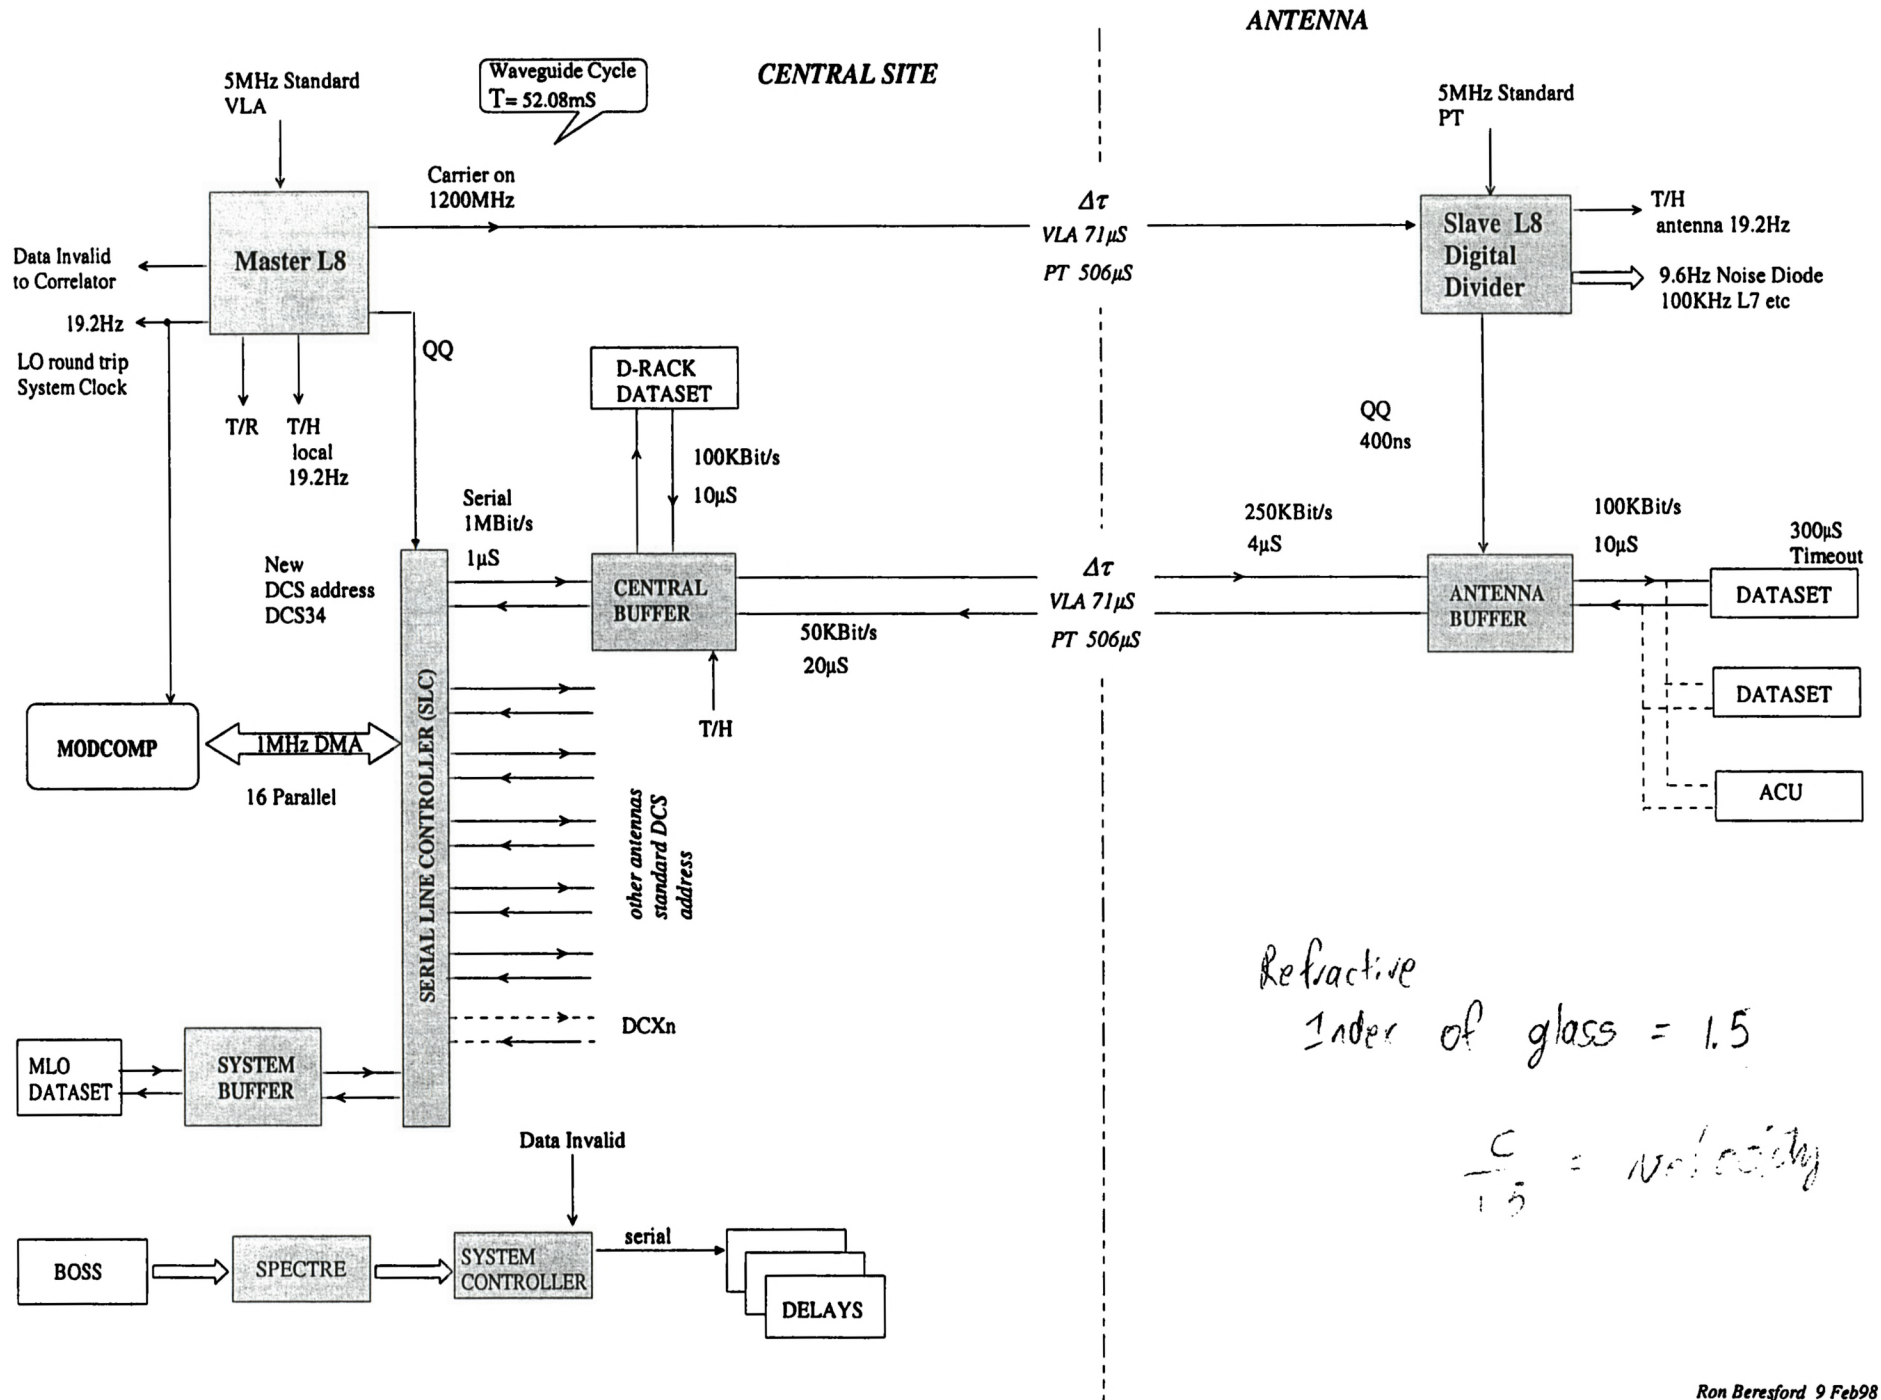 ANTENNA
CENTRAL SITE
Waveguide Cycle
T= 52.08mS
5MHz Standard
VLA
5MHz Standard
PT
Carrier on
1200MHz
Master L8
Data Invalid
to Correlator
19.2Hz
LO round trip
System Clock
T/R
T/H
local
19.2Hz
QQ
Δτ
VLA 71µS
PT 506µS
Slave L8
Digital
Divider
T/H
antenna 19.2Hz
9.6Hz Noise Diode
100KHz L7 etc
D-RACK
DATASET
100KBit/s
10µS
QQ
400ns
Serial
1MBit/s
1µS
New
DCS address
DCS34
CENTRAL
BUFFER
50KBit/s
20µS
T/H
Δτ
VLA 71µS
PT 506µS
250KBit/s
4µS
ANTENNA
BUFFER
100KBit/s
10µS
300µS
Timeout
DATASET
DATASET
ACU
MODCOMP
1MHz DMA
16 Parallel
SERIAL LINE CONTROLLER (SLC)
other antennas
standard DCS
address
DCXn
MLO
DATASET
SYSTEM
BUFFER
Refractive
Index of glass = 1.5
C
1.5
= velocity
Data Invalid
BOSS
SPECTRE
SYSTEM
CONTROLLER
serial
DELAYS
Ron Beresford 9 Feb98